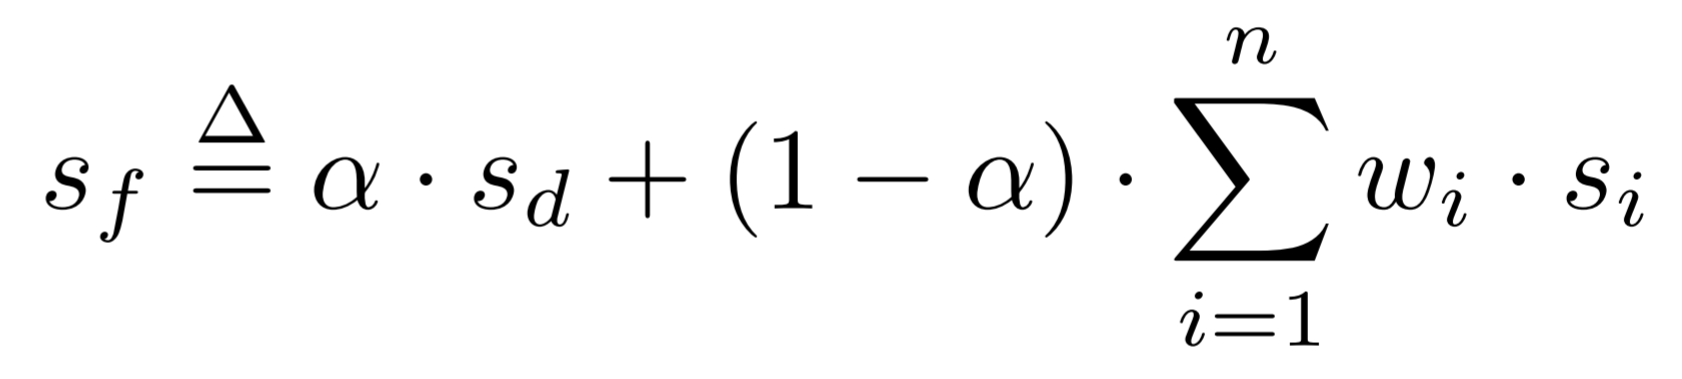 s_f ≜ α · s_d + (1 − α) · ∑_{i=1}^{n} w_i · s_i